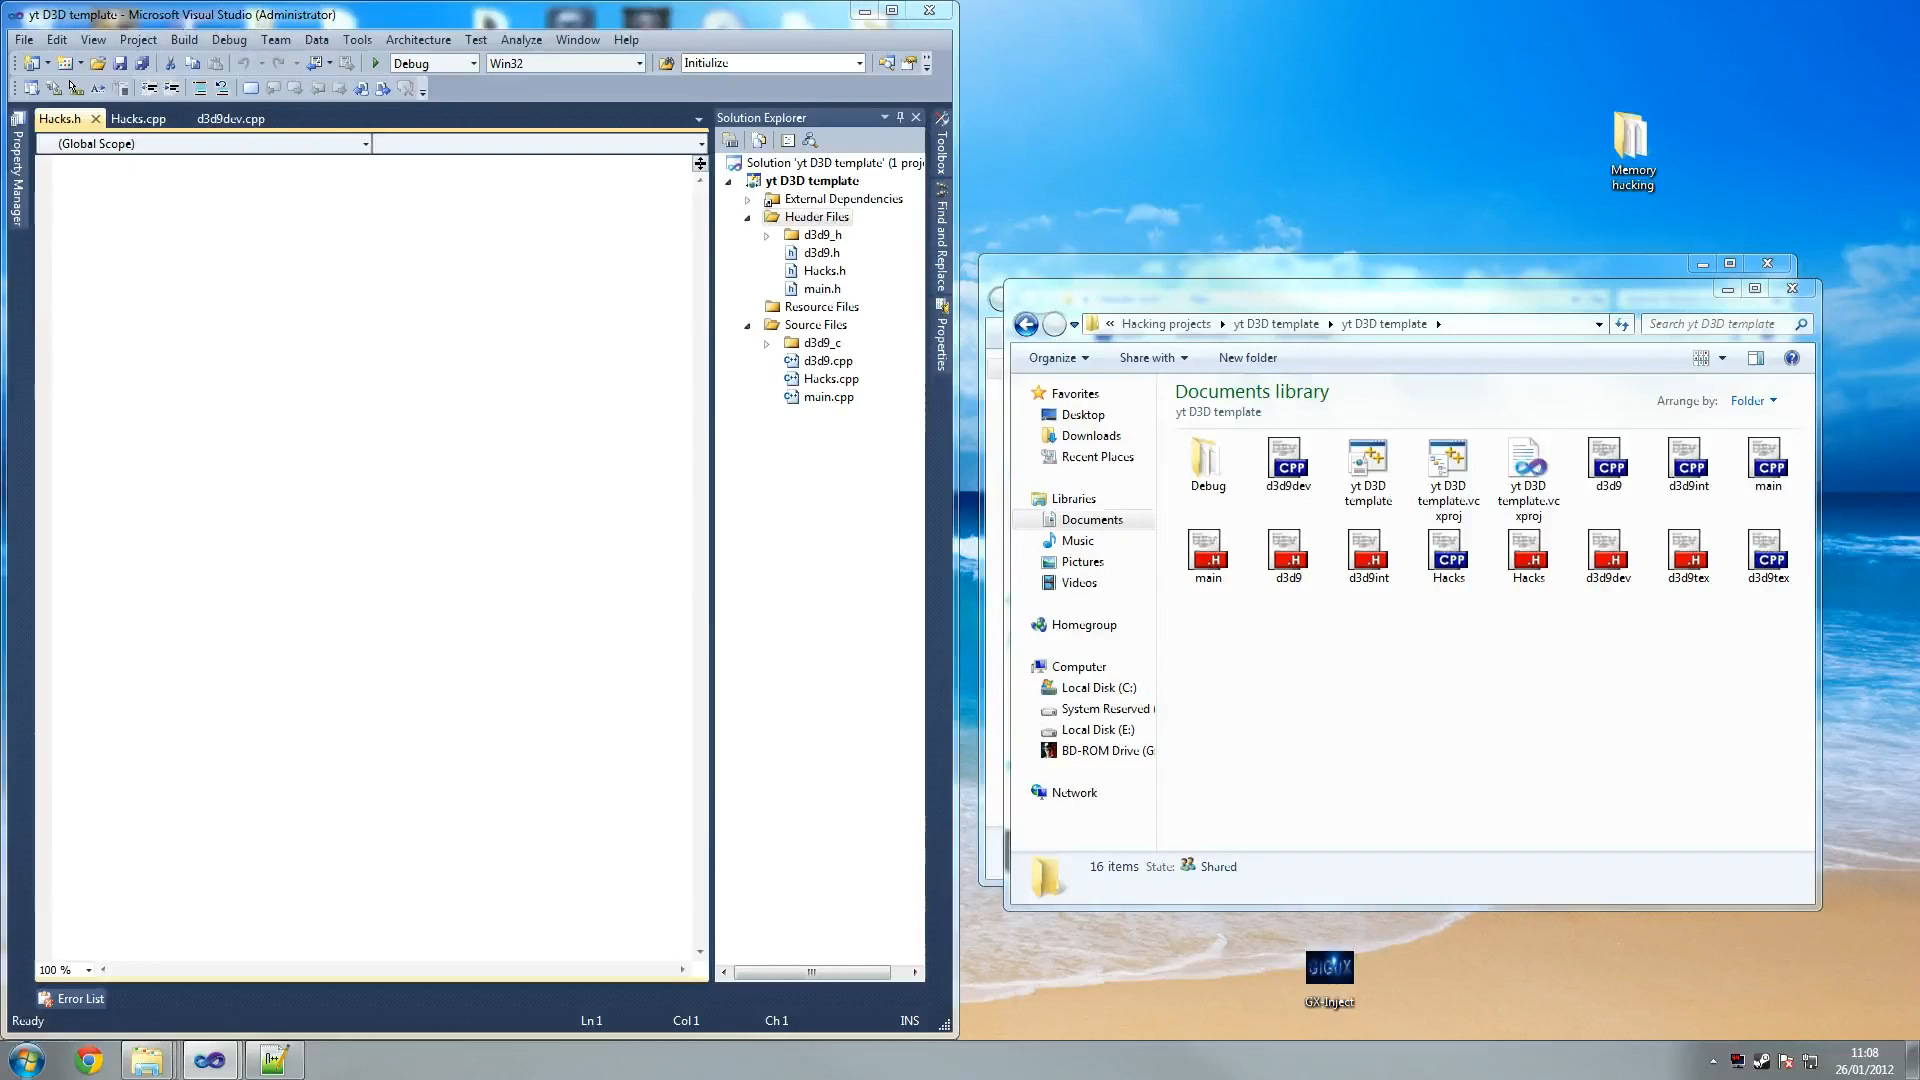 yt D3D template - Microsoft Visual Studio (Administrator)
File Edit View Project Build Debug Team Data Tools Architecture Test Analyze Window Help
Debug Win32 Initialize
Hacks.h Hacks.cpp d3d9dev.cpp
(Global Scope)
Property Manager
100 %
Error List
Ready Ln 1 Col 1 Ch 1 INS
Solution Explorer
Solution 'yt D3D template' (1 proj
yt D3D template
External Dependencies
Header Files
d3d9_h
d3d9.h
Hacks.h
main.h
Resource Files
Source Files
d3d9_c
d3d9.cpp
Hacks.cpp
main.cpp
Toolbox
Find and Replace
Properties
Memory
hacking
« Hacking projects yt D3D template yt D3D template
Search yt D3D template
Organize Share with New folder
Favorites
Desktop
Downloads
Recent Places
Libraries
Documents
Music
Pictures
Videos
Homegroup
Computer
Local Disk (C:)
System Reserved (
Local Disk (E:)
BD-ROM Drive (G:
Network
Documents library
yt D3D template
Arrange by: Folder
Debug
CPP
d3d9dev
yt D3D
template
yt D3D
template.vc
xproj
yt D3D
template.vc
xproj
CPP
d3d9
CPP
d3d9int
CPP
main
.H
main
.H
d3d9
.H
d3d9int
CPP
Hacks
.H
Hacks
.H
d3d9dev
.H
d3d9tex
CPP
d3d9tex
16 items State: Shared
GX-Inject
11:08
26/01/2012